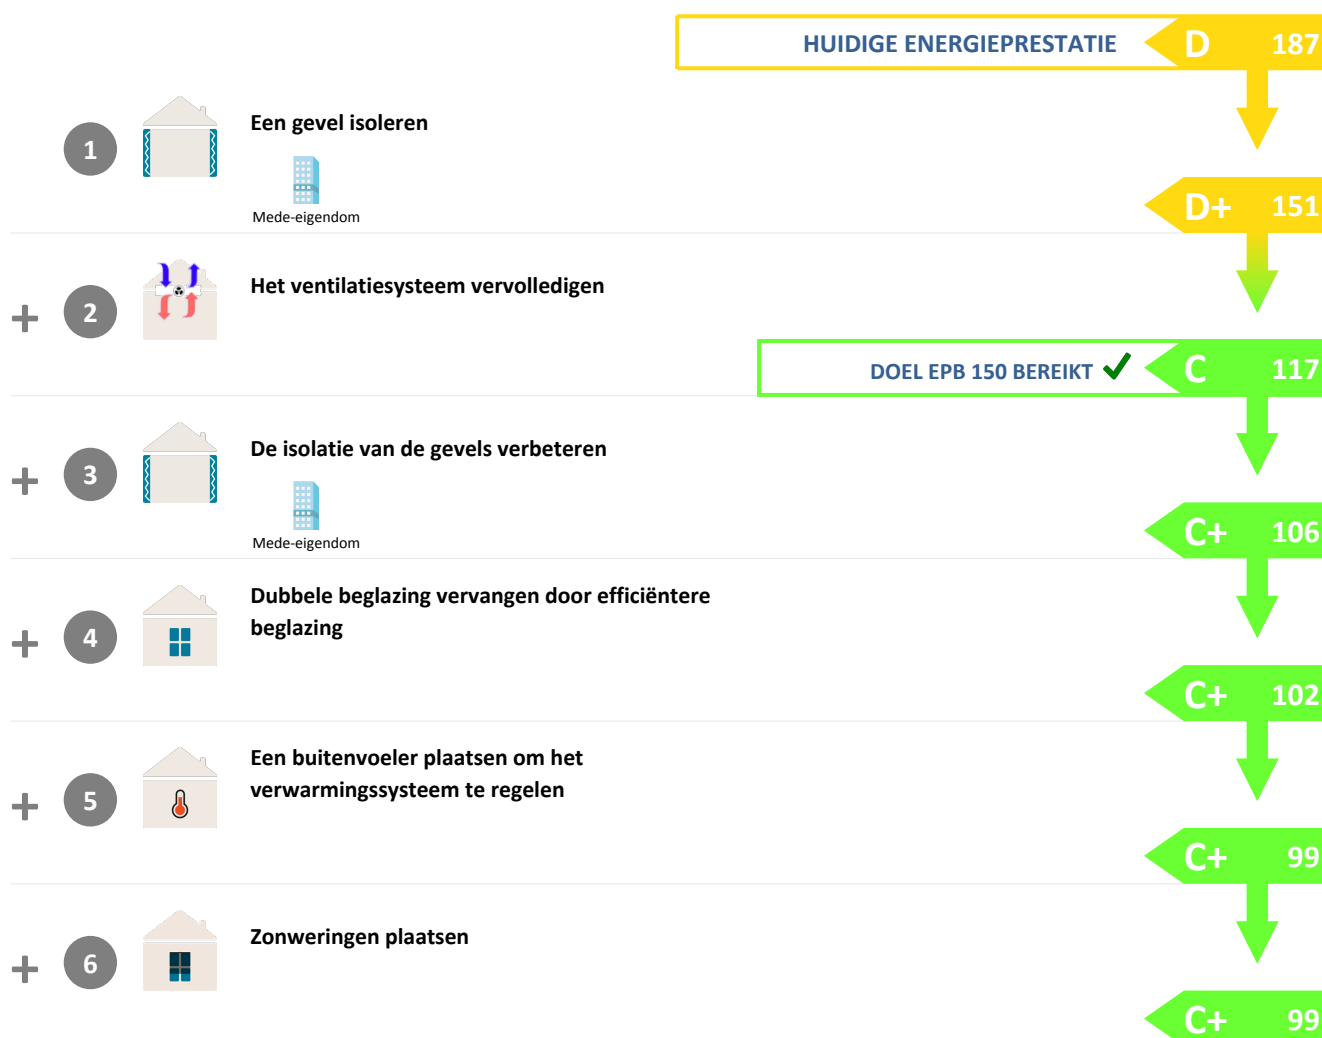 HUIDIGE ENERGIEPRESTATIE D 187
1 Een gevel isoleren
Mede-eigendom
D+ 151
+ 2 Het ventilatiesysteem vervolledigen
DOEL EPB 150 BEREIKT ✓ C 117
+ 3 De isolatie van de gevels verbeteren
Mede-eigendom
C+ 106
Dubbele beglazing vervangen door efficiëntere
+ 4 beglazing
C+ 102
Een buitenvoeler plaatsen om het
+ 5 verwarmingssysteem te regelen
C+ 99
+ 6 Zonweringen plaatsen
C+ 99